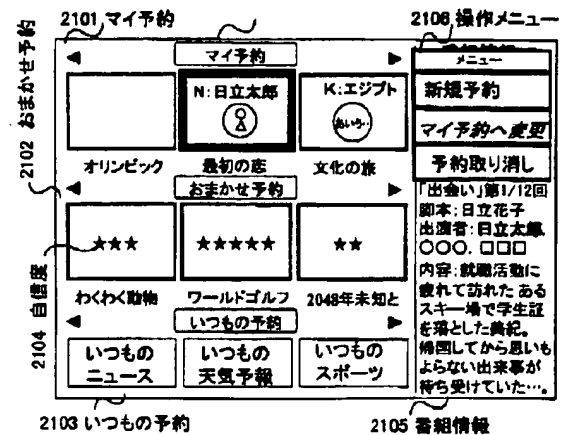 2101 マイ予約
2106 操作メニュー
マイ予約
メニュー
N:日立太郎
K:エジプト
あいう‥
新規予約
マイ予約へ変更
予約取り消し
オリンピック
最初の恋
文化の旅
2102 おまかせ予約
おまかせ予約
★★★
★★★★★
★★
「出会い」第1/12回
脚本:日立花子
出演者:日立太郎
○○○, □□□
内容:就職活動に
疲れて訪れた ある
スキー場で学生証
を落とした美紀。
帰国してから思いも
よらない出来事が
待ち受けていた…。
わくわく動物
ワールドゴルフ
2048年未知と
2104 自信度
いつもの予約
いつもの
ニュース
いつもの
天気予報
いつもの
スポーツ
2103 いつもの予約
2105 番組情報